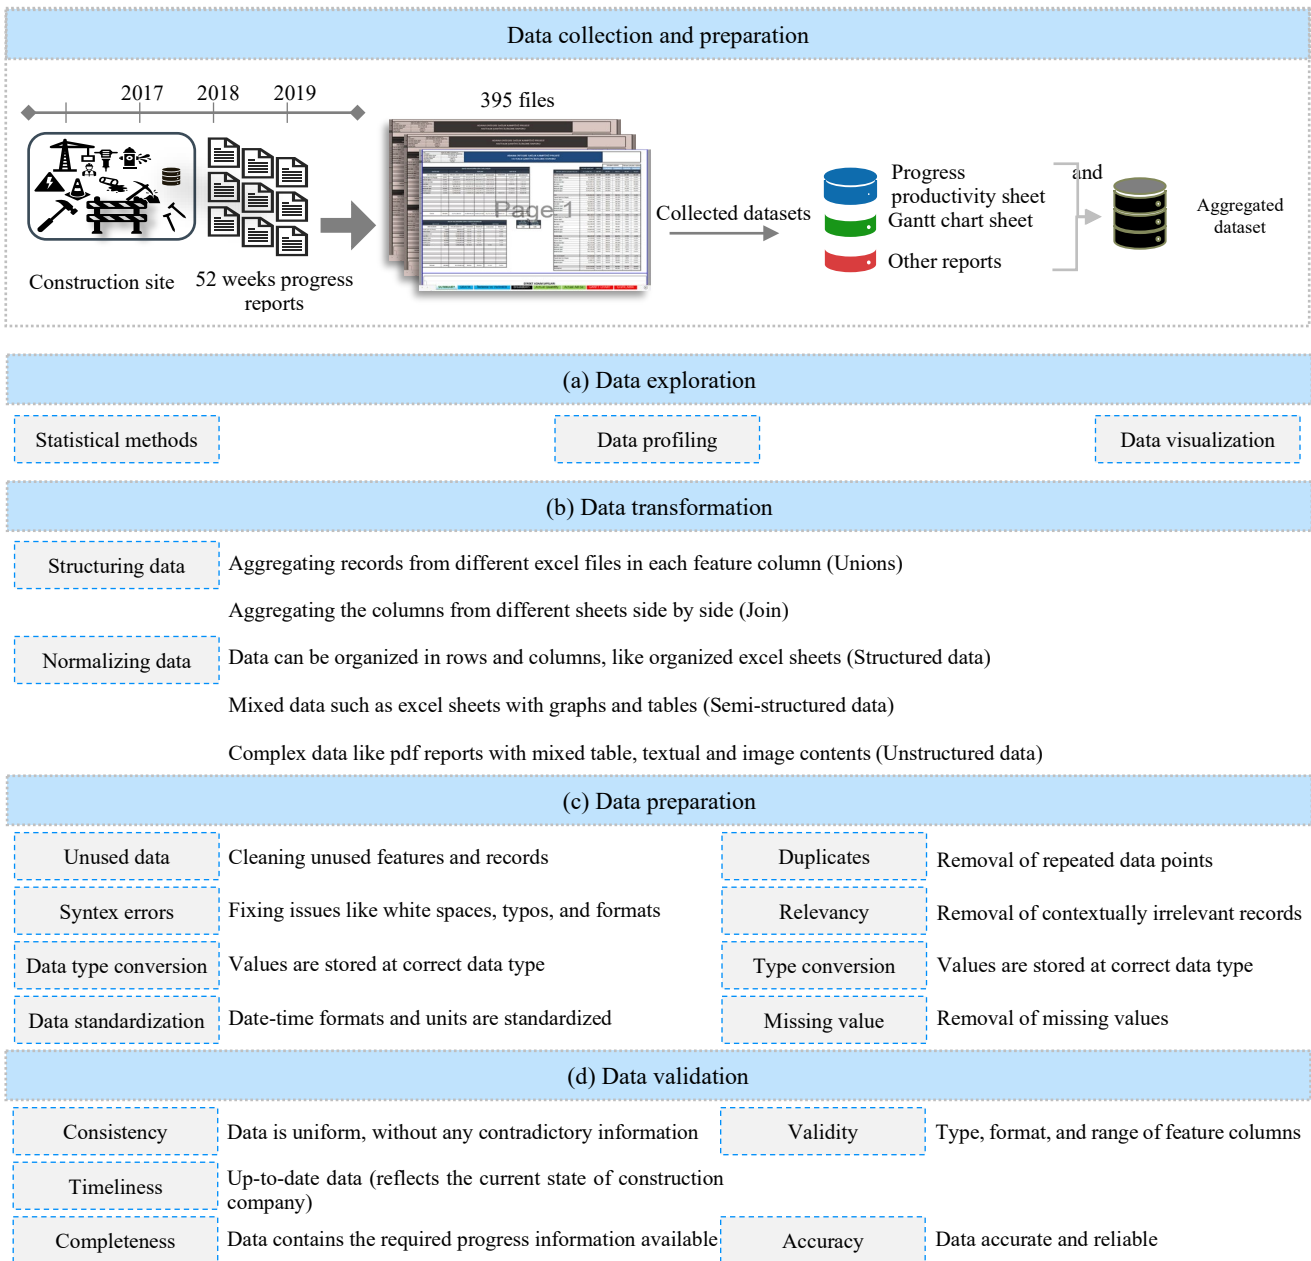 Data collection and preparation
2017 2018 2019
395 files
Page 1
Construction site
52 weeks progress
reports
Collected datasets
Progress and
productivity sheet
Gantt chart sheet
Other reports
Aggregated
dataset
(a) Data exploration
Statistical methods
Data profiling
Data visualization
(b) Data transformation
Structuring data
Aggregating records from different excel files in each feature column (Unions)
Aggregating the columns from different sheets side by side (Join)
Normalizing data
Data can be organized in rows and columns, like organized excel sheets (Structured data)
Mixed data such as excel sheets with graphs and tables (Semi-structured data)
Complex data like pdf reports with mixed table, textual and image contents (Unstructured data)
(c) Data preparation
Unused data
Cleaning unused features and records
Duplicates
Removal of repeated data points
Syntex errors
Fixing issues like white spaces, typos, and formats
Relevancy
Removal of contextually irrelevant records
Data type conversion
Values are stored at correct data type
Type conversion
Values are stored at correct data type
Data standardization
Date-time formats and units are standardized
Missing value
Removal of missing values
(d) Data validation
Consistency
Data is uniform, without any contradictory information
Validity
Type, format, and range of feature columns
Timeliness
Up-to-date data (reflects the current state of construction
company)
Completeness
Data contains the required progress information available
Accuracy
Data accurate and reliable